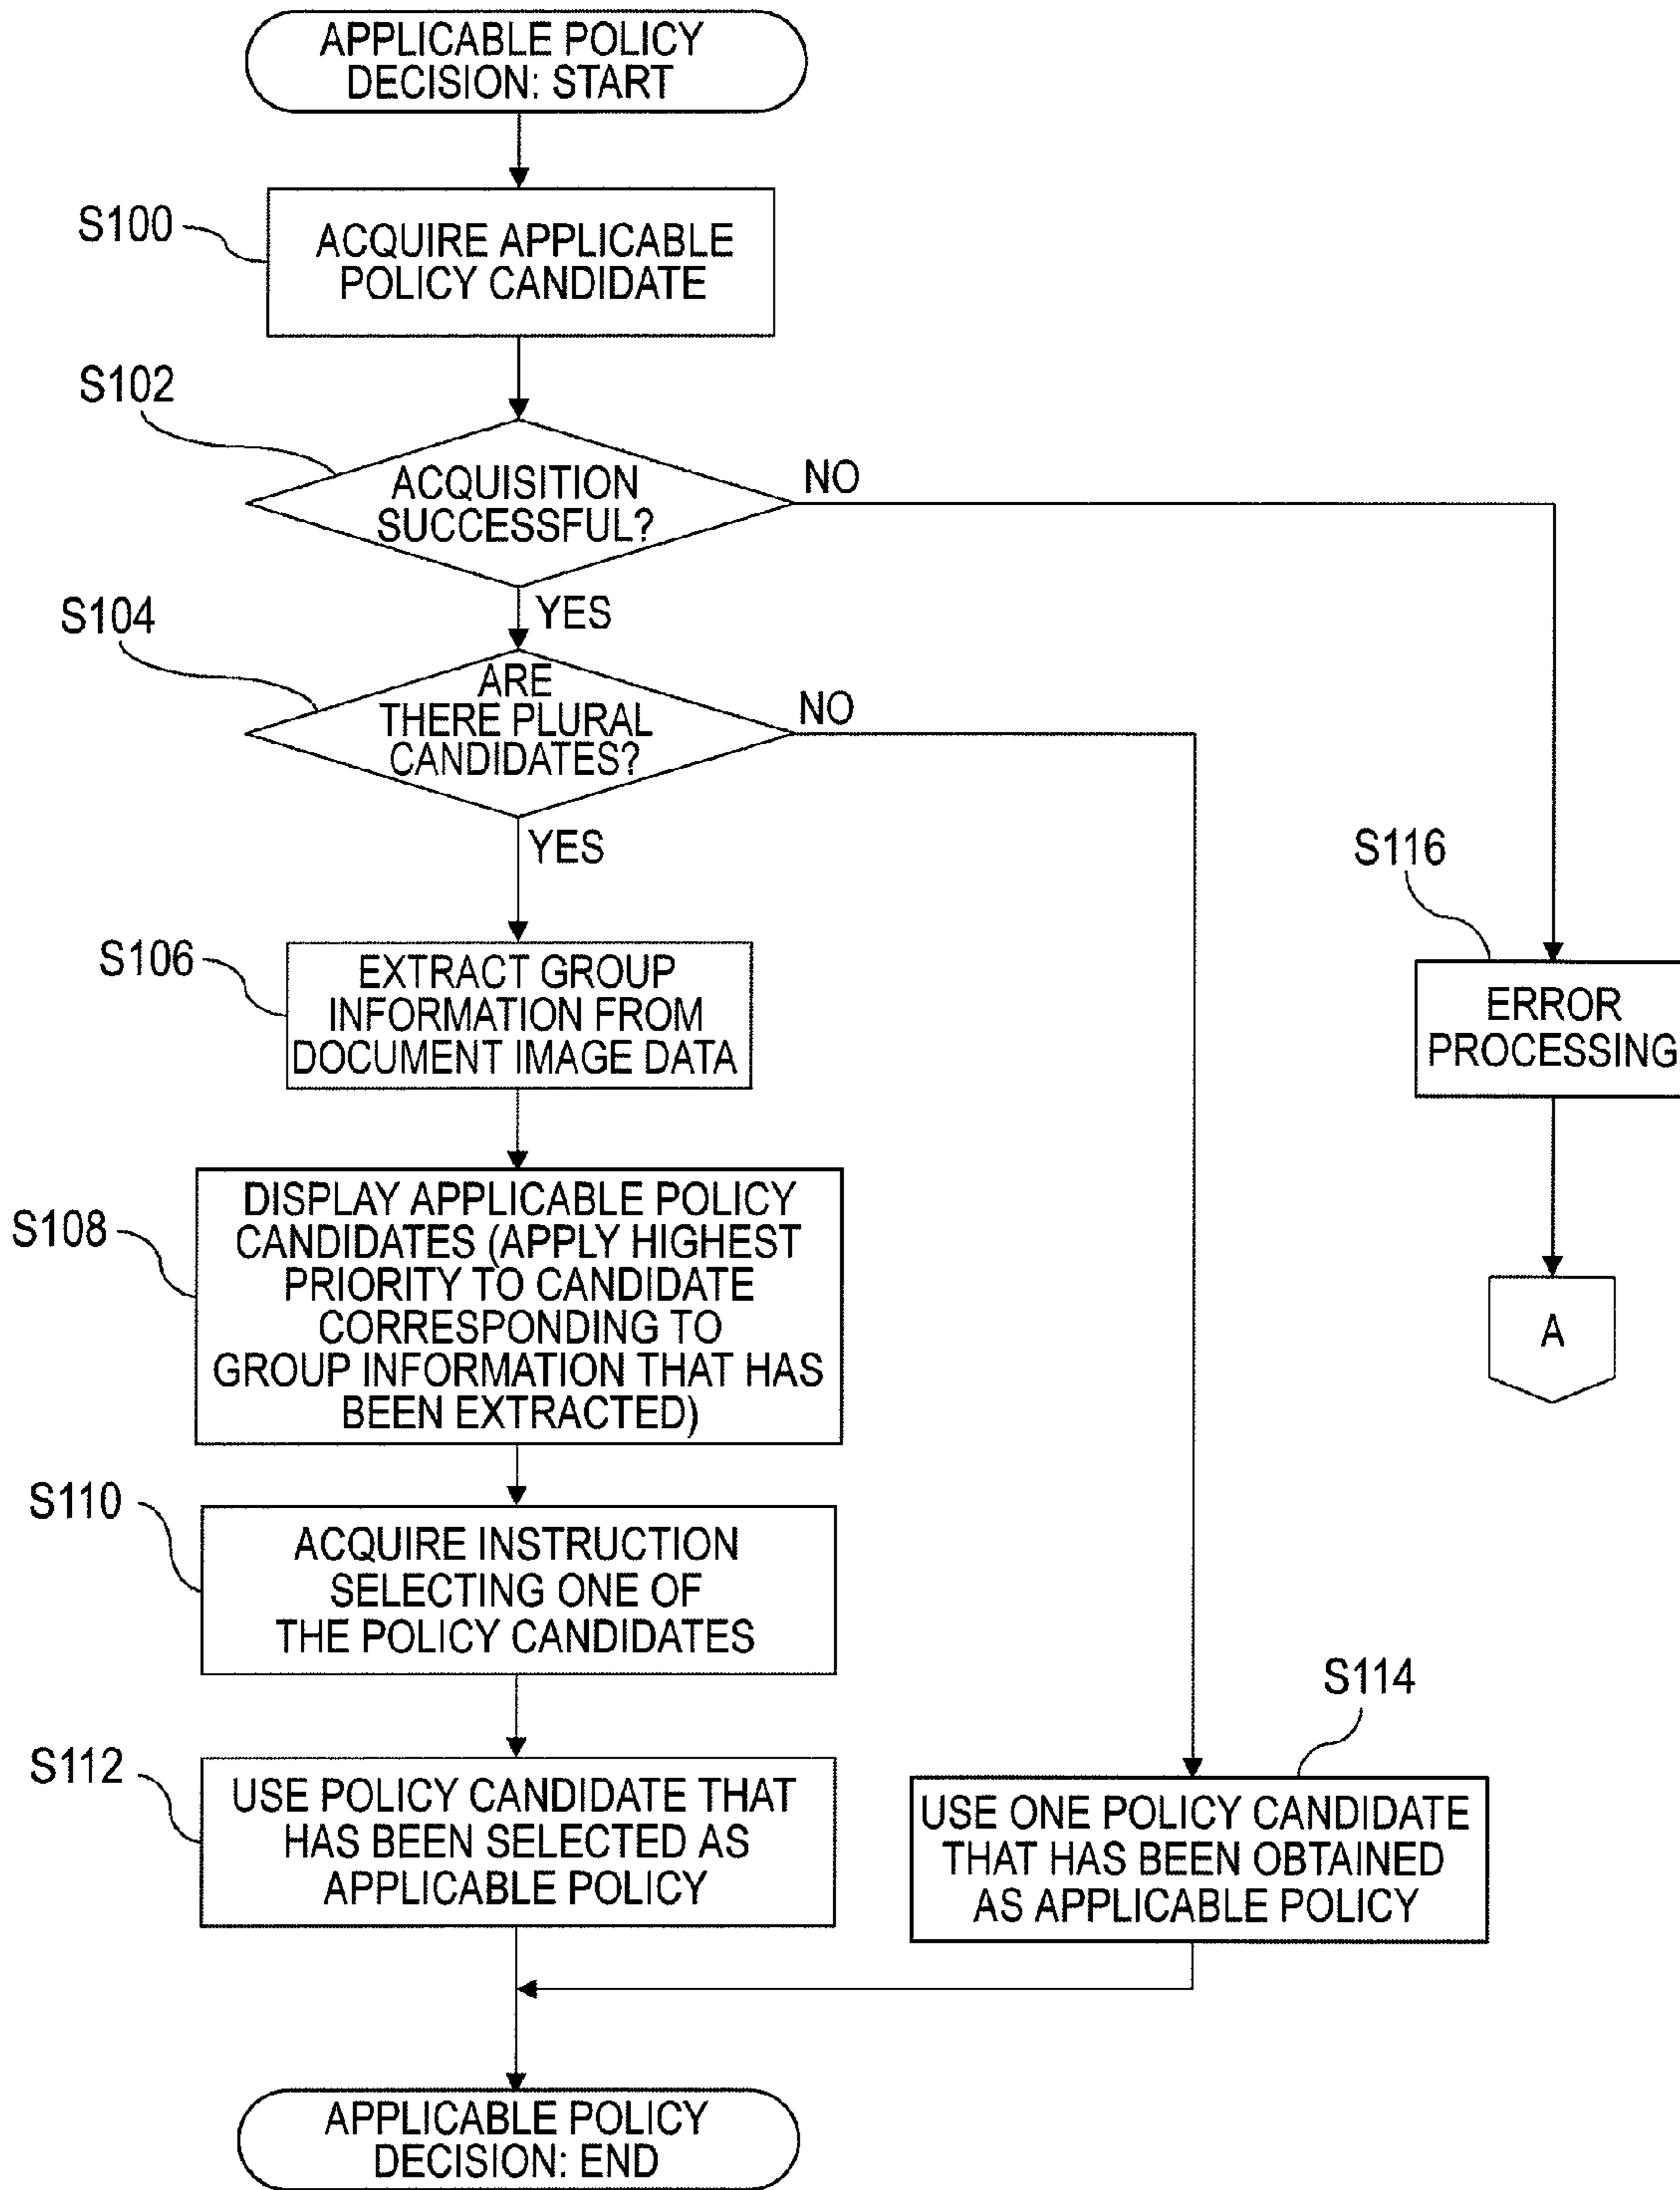 APPLICABLE POLICY
DECISION: START
S100
ACQUIRE APPLICABLE
POLICY CANDIDATE
S102
ACQUISITION
SUCCESSFUL?
NO
YES
S104
ARE
THERE PLURAL
CANDIDATES?
NO
YES
S106
EXTRACT GROUP
INFORMATION FROM
DOCUMENT IMAGE DATA
S116
ERROR
PROCESSING
A
S108
DISPLAY APPLICABLE POLICY
CANDIDATES (APPLY HIGHEST
PRIORITY TO CANDIDATE
CORRESPONDING TO
GROUP INFORMATION THAT HAS
BEEN EXTRACTED)
S110
ACQUIRE INSTRUCTION
SELECTING ONE OF
THE POLICY CANDIDATES
S112
USE POLICY CANDIDATE THAT
HAS BEEN SELECTED AS
APPLICABLE POLICY
S114
USE ONE POLICY CANDIDATE
THAT HAS BEEN OBTAINED
AS APPLICABLE POLICY
APPLICABLE POLICY
DECISION: END